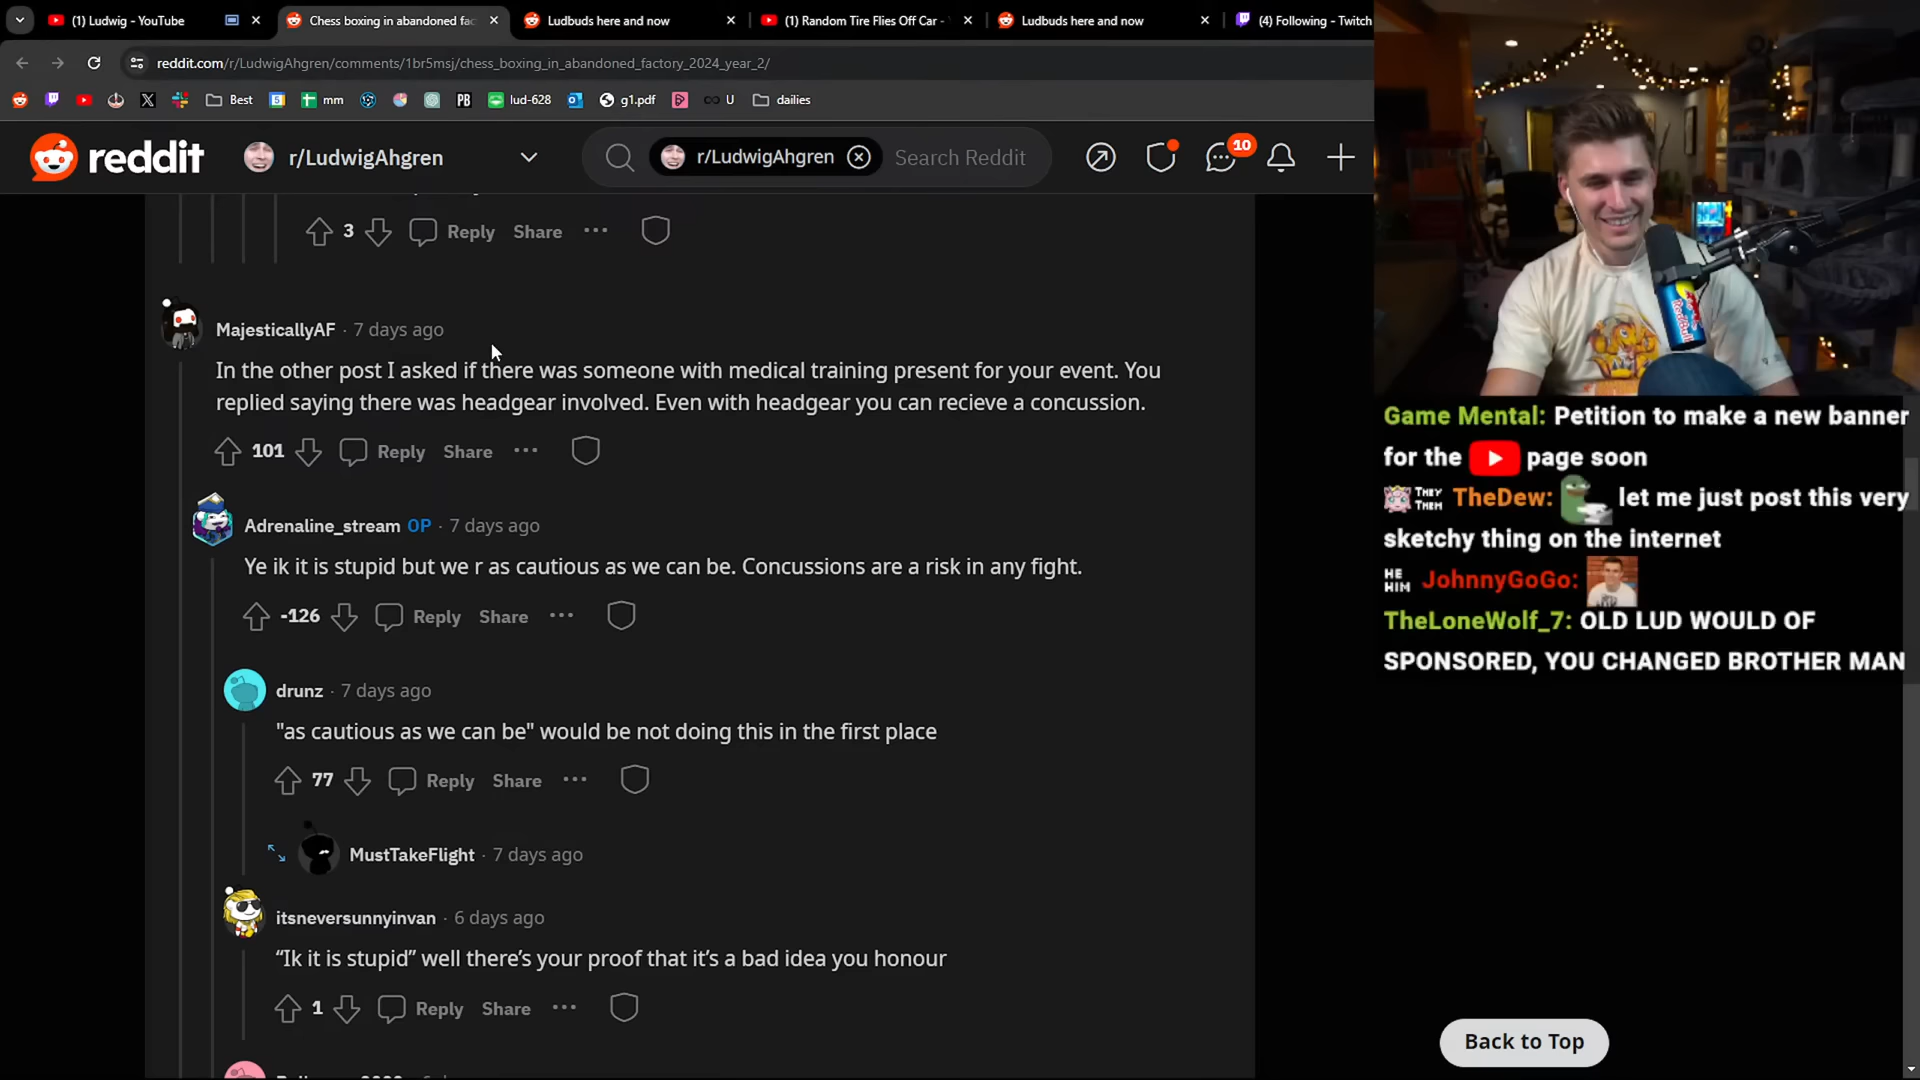 (1) Ludwig - YouTube
Chess boxing in abandoned fac
Ludbuds here and now
(1) Random Tire Flies Off Car -
Ludbuds here and now
(4) Following - Twitch
reddit.com/r/LudwigAhgren/comments/1br5msj/chess_boxing_in_abandoned_factory_2024_year_2/
Best
mm
PB
lud-628
g1.pdf
U
dailies
reddit
r/LudwigAhgren
r/LudwigAhgren
Search Reddit
10
3
Reply
Share
MajesticallyAF · 7 days ago
In the other post I asked if there was someone with medical training present for your event. You
replied saying there was headgear involved. Even with headgear you can recieve a concussion.
101
Reply
Share
Adrenaline_stream OP · 7 days ago
Ye ik it is stupid but we r as cautious as we can be. Concussions are a risk in any fight.
-126
Reply
Share
drunz · 7 days ago
"as cautious as we can be" would be not doing this in the first place
77
Reply
Share
MustTakeFlight · 7 days ago
itsneversunnyinvan · 6 days ago
“Ik it is stupid” well there’s your proof that it’s a bad idea you honour
1
Reply
Share
Red Bull
Game Mental: Petition to make a new banner
for the page soon
THEY THEM TheDew: let me just post this very
sketchy thing on the internet
HE HIM JohnnyGoGo:
TheLoneWolf_7: OLD LUD WOULD OF
SPONSORED, YOU CHANGED BROTHER MAN
Back to Top